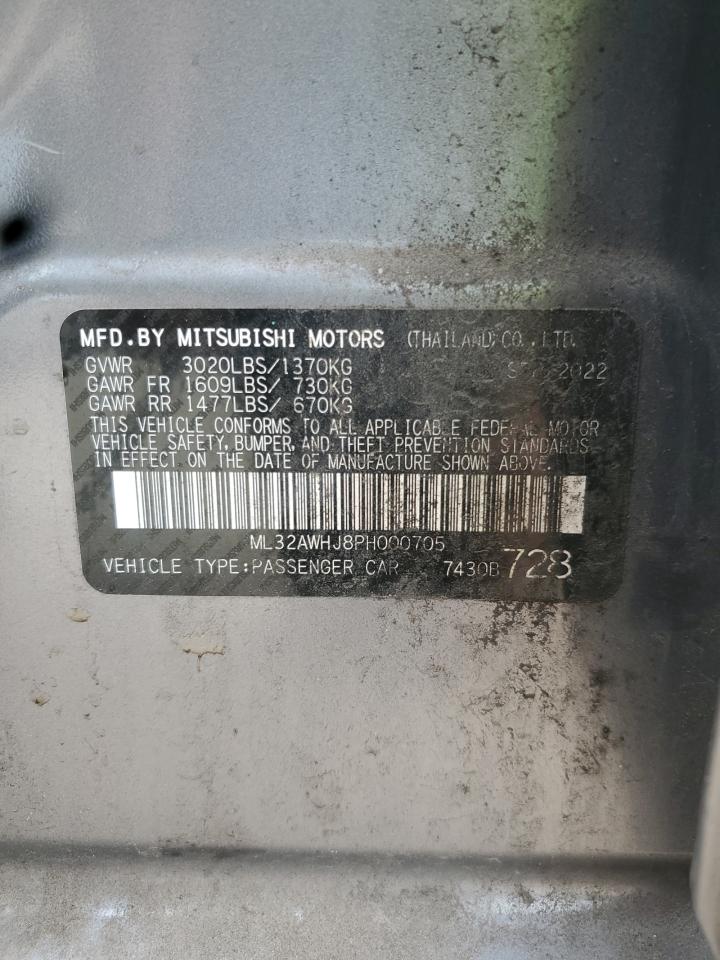 MFD.BY MITSUBISHI MOTORS (THAILAND) CO.,LTD.
GVWR 3020LBS/1370KG 2022
GAWR FR 1609LBS/ 730KG
GAWR RR 1477LBS/ 670KG
THIS VEHICLE CONFORMS TO ALL APPLICABLE FEDERAL MOTOR
VEHICLE SAFETY, BUMPER, AND THEFT PREVENTION STANDARDS
IN EFFECT ON THE DATE OF MANUFACTURE SHOWN ABOVE.
ML32AWHJ8PH000705
VEHICLE TYPE:PASSENGER CAR 7430B 728